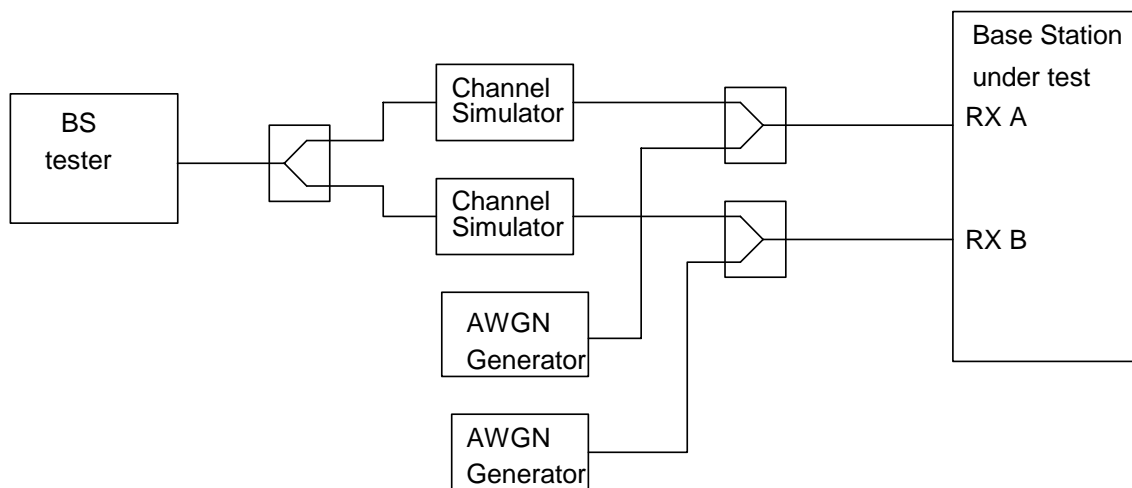 BS
tester
Channel
Simulator
Channel
Simulator
AWGN
Generator
AWGN
Generator
Base Station
under test
RX A
RX B